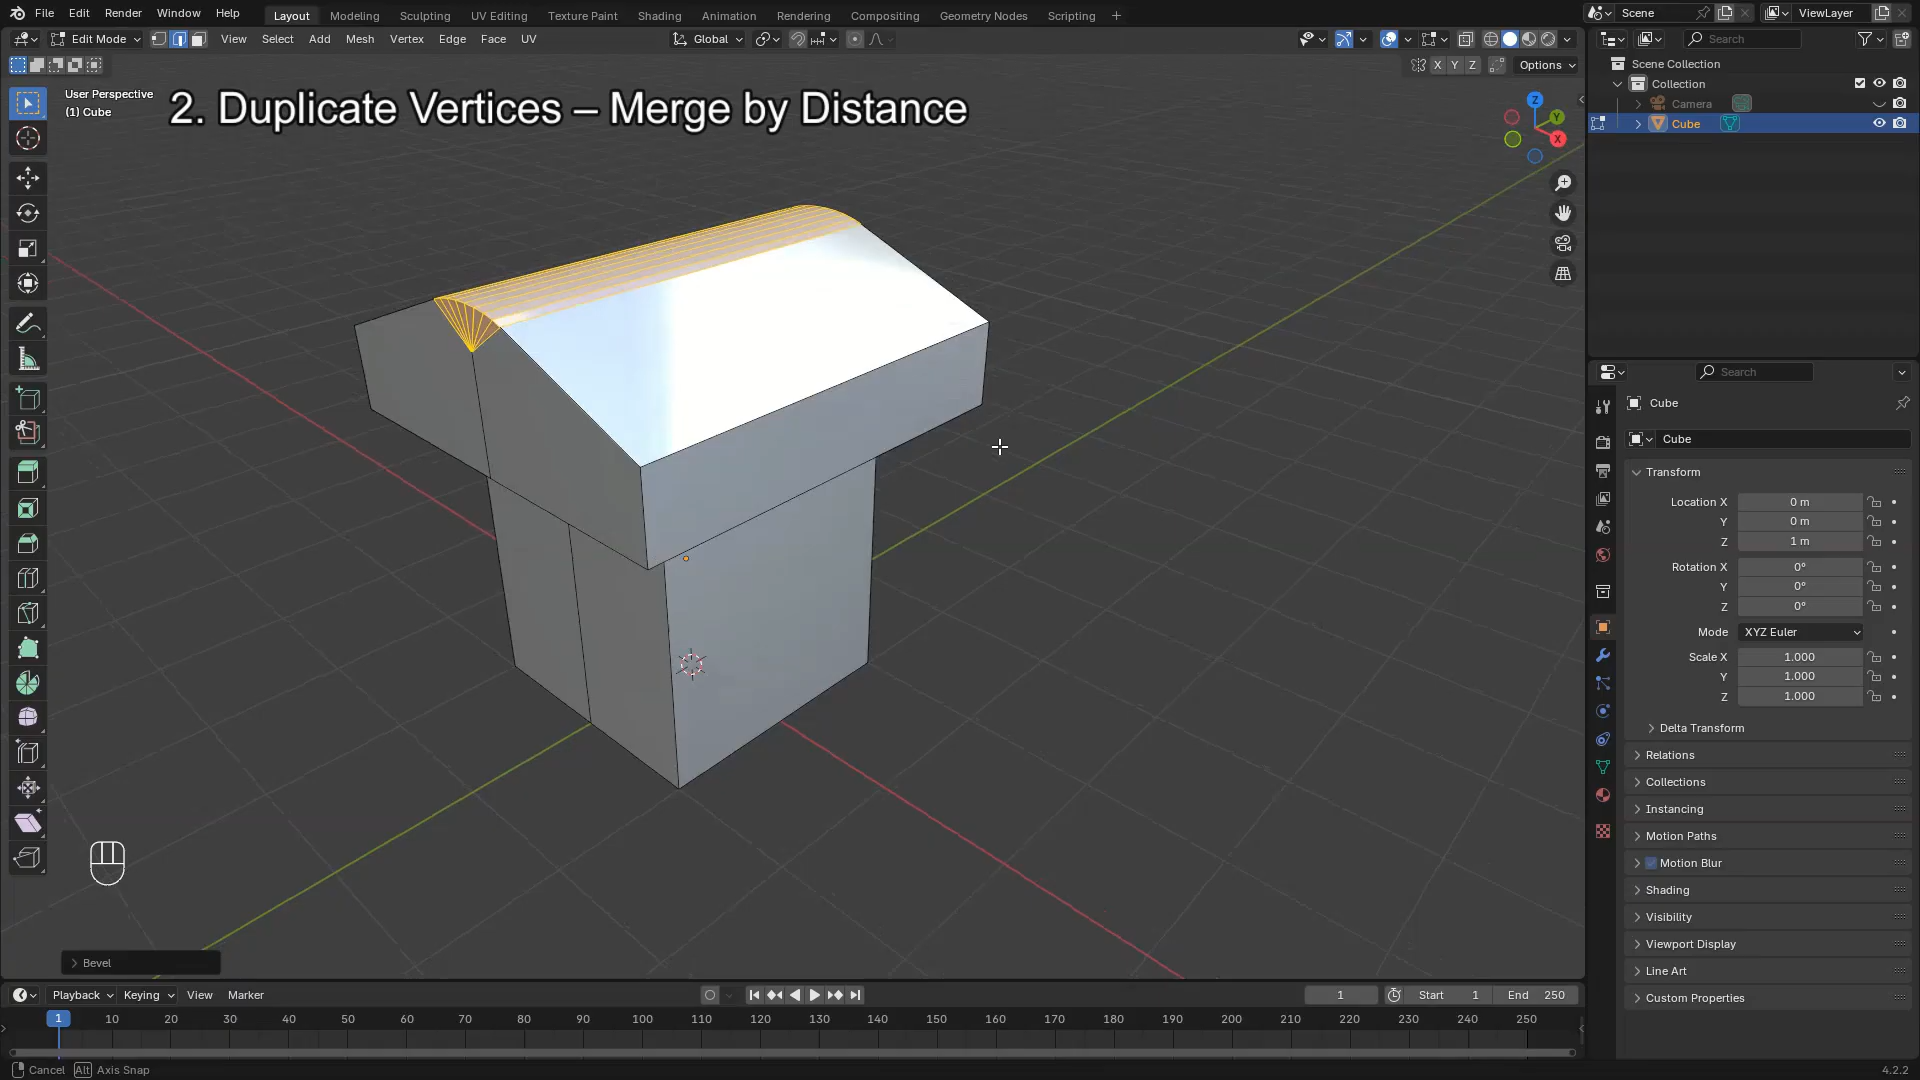 File Edit Render Window Help
Layout Modeling Sculpting UV Editing Texture Paint Shading Animation Rendering Compositing Geometry Nodes Scripting +
Scene
ViewLayer
Edit Mode View Select Add Mesh Vertex Edge Face UV
Global
Search
X Y Z Options
User Perspective
(1) Cube
2. Duplicate Vertices – Merge by Distance
Z
Y
X
Scene Collection
Collection
Camera
Cube
Search
Cube
Cube
Transform
Location X 0 m
Y 0 m
Z 1 m
Rotation X 0°
Y 0°
Z 0°
Mode XYZ Euler
Scale X 1.000
Y 1.000
Z 1.000
Delta Transform
Relations
Collections
Instancing
Motion Paths
Motion Blur
Shading
Visibility
Viewport Display
Line Art
Custom Properties
Bevel
Playback Keying View Marker
1 Start 1 End 250
1 10 20 30 40 50 60 70 80 90 100 110 120 130 140 150 160 170 180 190 200 210 220 230 240 250
Cancel Alt Axis Snap
4.2.2